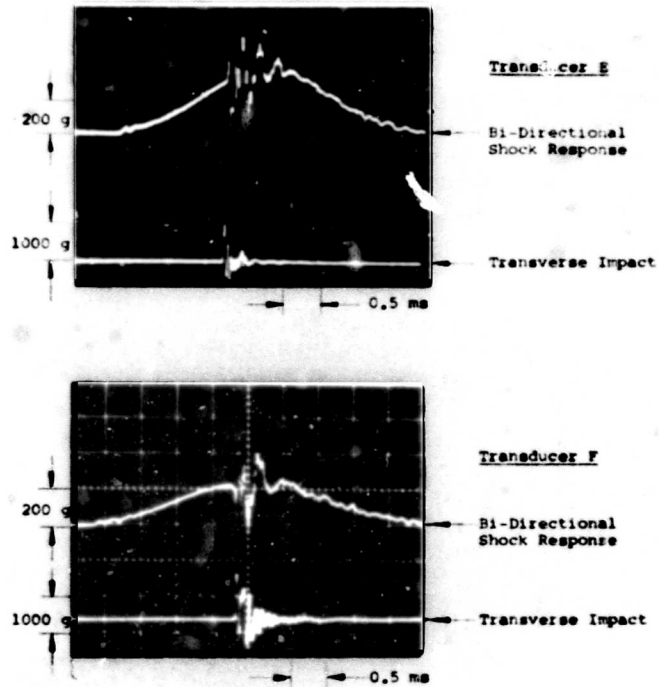 Transducer E
200 g
Bi-Directional
Shock Response
1000 g
Transverse Impact
0.5 ms
Transducer F
200 g
Bi-Directional
Shock Response
1000 g
Transverse Impact
0.5 ms